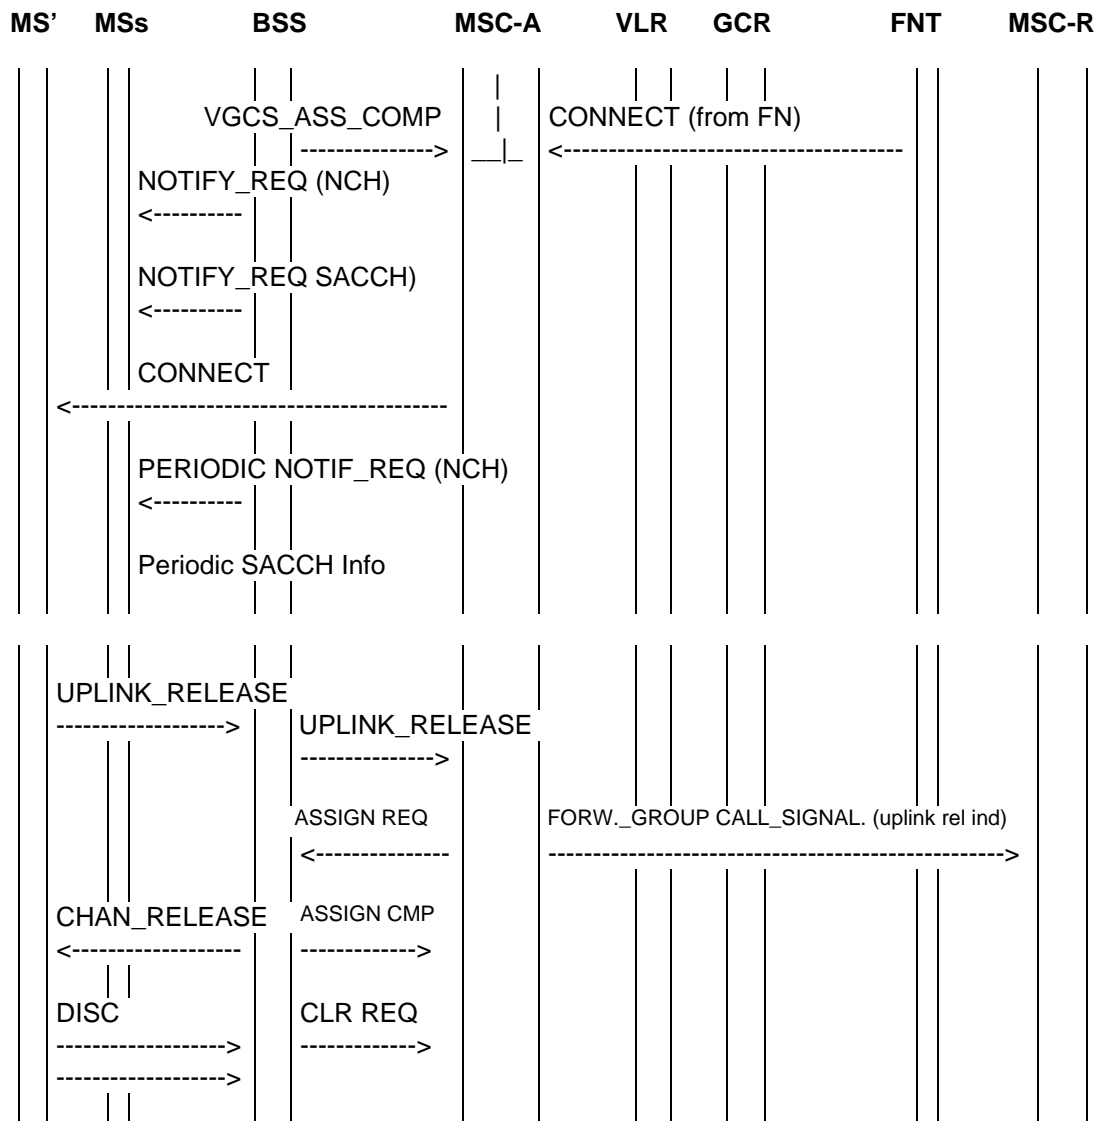 MS’ MSs BSS MSC-A VLR GCR FNT MSC-R
VGCS_ASS_COMP CONNECT (from FN)
NOTIFY_REQ (NCH)
NOTIFY_REQ SACCH)
CONNECT
PERIODIC NOTIF_REQ (NCH)
Periodic SACCH Info
UPLINK_RELEASE
UPLINK_RELEASE
ASSIGN REQ FORW._GROUP CALL_SIGNAL. (uplink rel ind)
CHAN_RELEASE ASSIGN CMP
DISC CLR REQ